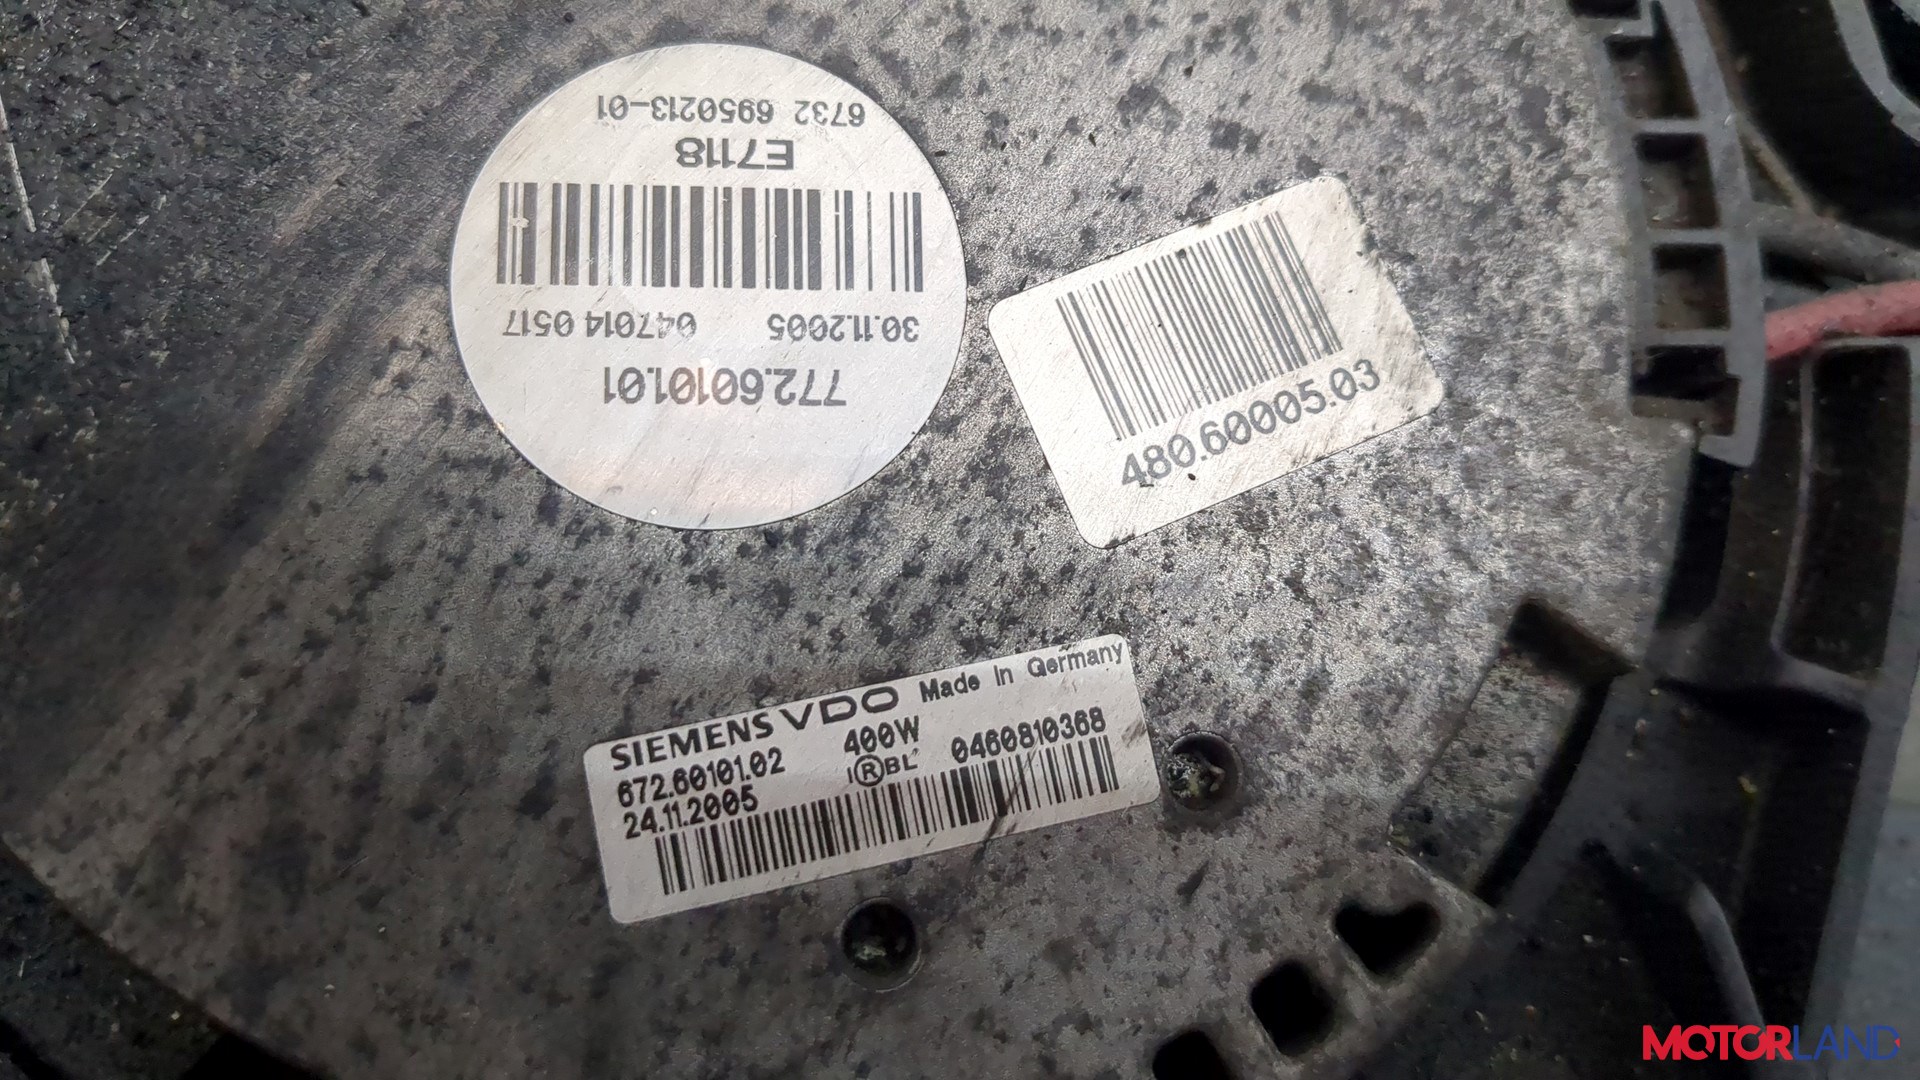 6732 6950213-01
E7118
30.11.2005 047014 0517
772.60101.01
480.60005.03
SIEMENS VDO Made in Germany
672.60101.02 400W 0460810368
24.11.2005 I®BL
MOTORLAND